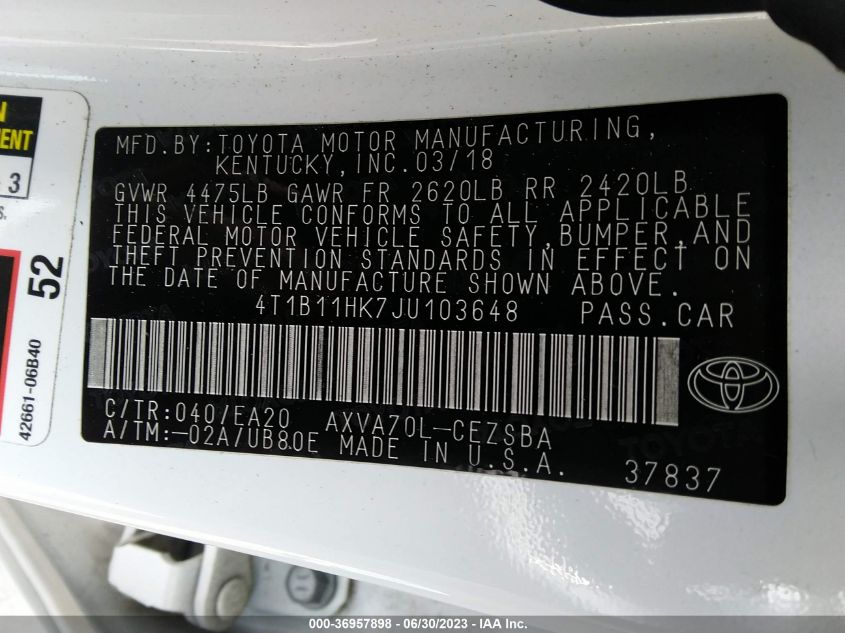 MFD.BY:TOYOTA MOTOR MANUFACTURING,
KENTUCKY,INC.03/18
GVWR 4475LB GAWR FR 2620LB RR 2420LB
THIS VEHICLE CONFORMS TO ALL APPLICABLE
FEDERAL MOTOR VEHICLE SAFETY,BUMPER,AND
THEFT PREVENTION STANDARDS IN EFFECT ON
THE DATE OF MANUFACTURE SHOWN ABOVE.
4T1B11HK7JU103648 PASS.CAR
C/TR:040/EA20 AXVA70L-CEZSBA
A/TM:-02A/UB80E MADE IN U.S.A.
37837
3
52
42661-06B40
000-36957898 - 06/30/2023 - IAA, Inc.